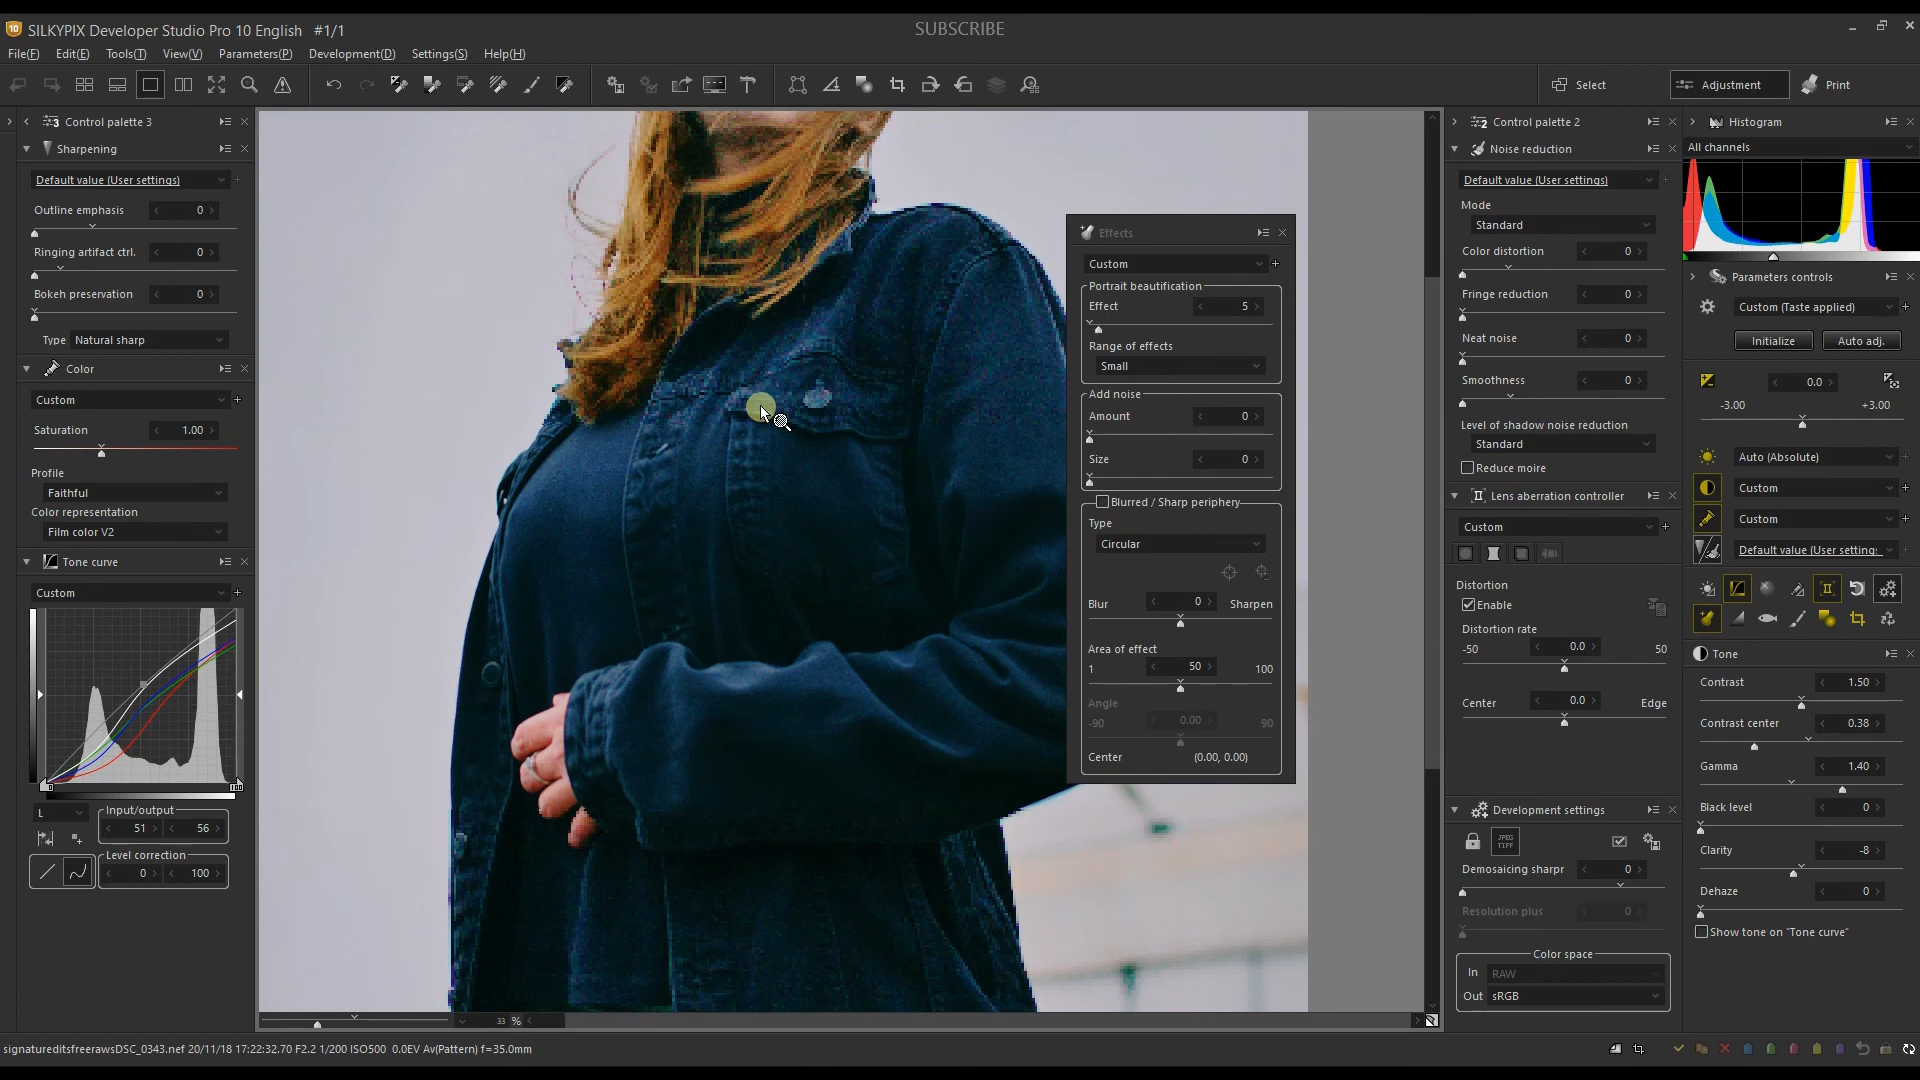 SILKYPIX Developer Studio Pro 10 English #1/1
SUBSCRIBE
File(F) Edit(E) Tools(T) View(V) Parameters(P) Development(D) Settings(S) Help(H)
Select
Adjustment
Print
Control palette 3
Sharpening
Default value (User settings)
Outline emphasis 0
Ringing artifact ctrl. 0
Bokeh preservation 0
Type Natural sharp
Color
Custom
Saturation 1.00
Profile
Faithful
Color representation
Film color V2
Tone curve
Custom
0 100
L
Input/output
51 56
Level correction
0 100
Effects
Custom
Portrait beautification
Effect 5
Range of effects
Small
Add noise
Amount 0
Size 0
Blurred / Sharp periphery
Type
Circular
Blur 0 Sharpen
Area of effect
1 50 100
Angle
-90 0.00 90
Center (0.00, 0.00)
Control palette 2
Noise reduction
Default value (User settings)
Mode
Standard
Color distortion 0
Fringe reduction 0
Neat noise 0
Smoothness 0
Level of shadow noise reduction
Standard
Reduce moire
Lens aberration controller
Custom
Distortion
Enable
Distortion rate
-50 0.0 50
Center 0.0 Edge
Development settings
JPEG
TIFF
Demosaicing sharpr 0
Resolution plus 0
Color space
In RAW
Out sRGB
Histogram
All channels
Parameters controls
Custom (Taste applied)
Initialize Auto adj.
0.0
-3.00 +3.00
Auto (Absolute)
Custom
Custom
Default value (User setting:
Tone
Contrast 1.50
Contrast center 0.38
Gamma 1.40
Black level 0
Clarity -8
Dehaze 0
Show tone on "Tone curve"
33 %
signatureditsfreerawsDSC_0343.nef 20/11/18 17:22:32.70 F2.2 1/200 ISO500 0.0EV Av(Pattern) f=35.0mm